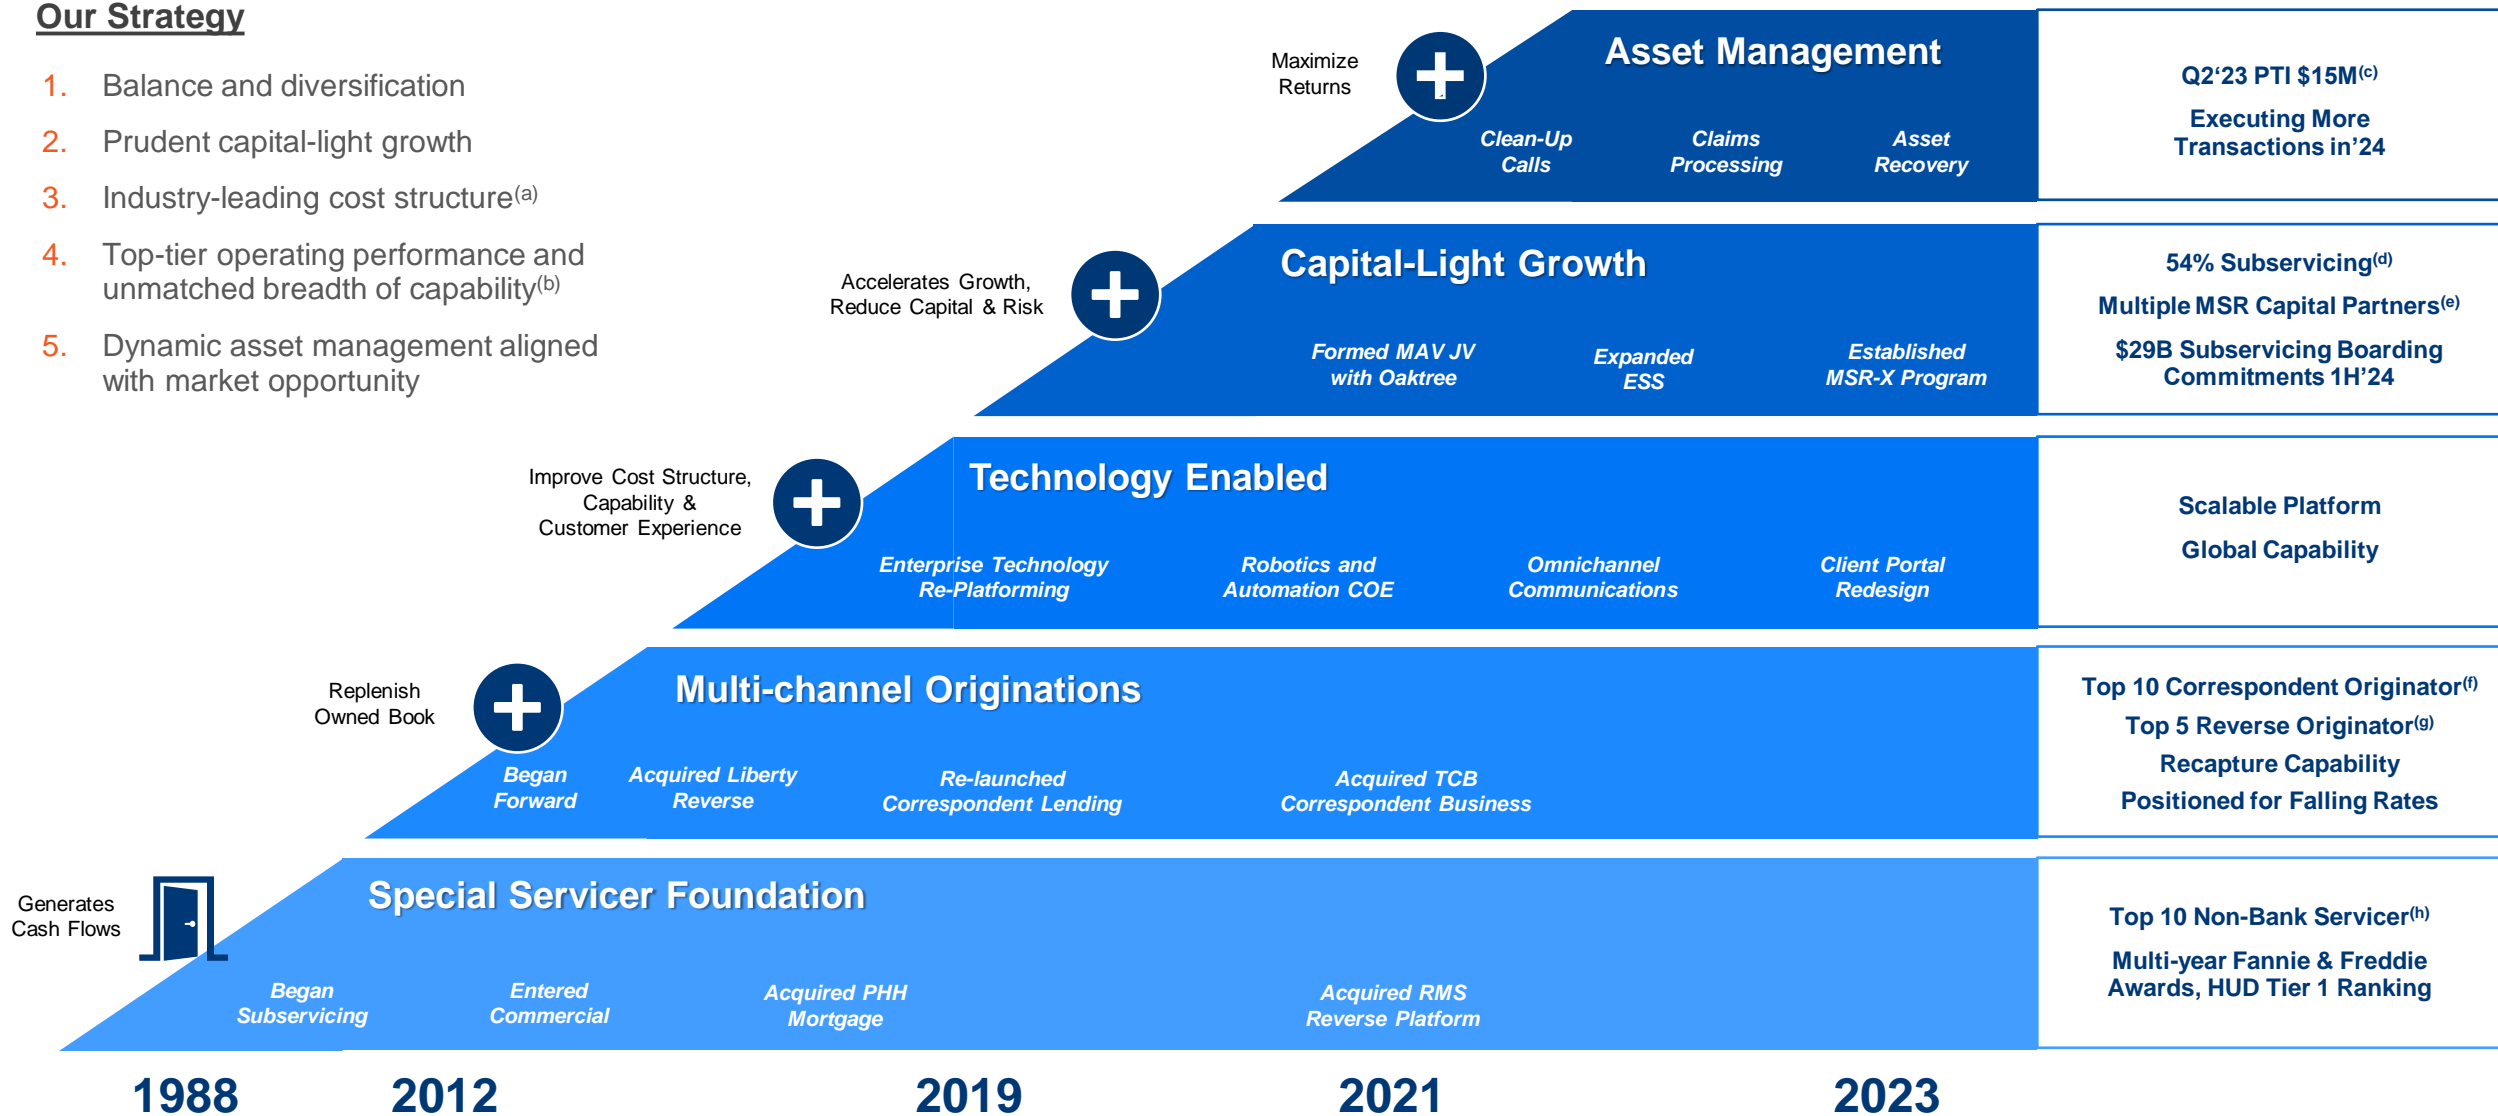 Our Strategy
1. Balance and diversification
2. Prudent capital-light growth
3. Industry-leading cost structure(a)
4. Top-tier operating performance and
unmatched breadth of capability(b)
5. Dynamic asset management aligned
with market opportunity
Maximize
Returns
Asset Management
Clean-Up
Calls
Claims
Processing
Asset
Recovery
Q2‘23 PTI $15M(c)
Executing More
Transactions in’24
Accelerates Growth,
Reduce Capital & Risk
Capital-Light Growth
Formed MAV JV
with Oaktree
Expanded
ESS
Established
MSR-X Program
54% Subservicing(d)
Multiple MSR Capital Partners(e)
$29B Subservicing Boarding
Commitments 1H’24
Improve Cost Structure,
Capability &
Customer Experience
Technology Enabled
Enterprise Technology
Re-Platforming
Robotics and
Automation COE
Omnichannel
Communications
Client Portal
Redesign
Scalable Platform
Global Capability
Replenish
Owned Book
Multi-channel Originations
Began
Forward
Acquired Liberty
Reverse
Re-launched
Correspondent Lending
Acquired TCB
Correspondent Business
Top 10 Correspondent Originator(f)
Top 5 Reverse Originator(g)
Recapture Capability
Positioned for Falling Rates
Generates
Cash Flows
Special Servicer Foundation
Began
Subservicing
Entered
Commercial
Acquired PHH
Mortgage
Acquired RMS
Reverse Platform
Top 10 Non-Bank Servicer(h)
Multi-year Fannie & Freddie
Awards, HUD Tier 1 Ranking
1988
2012
2019
2021
2023